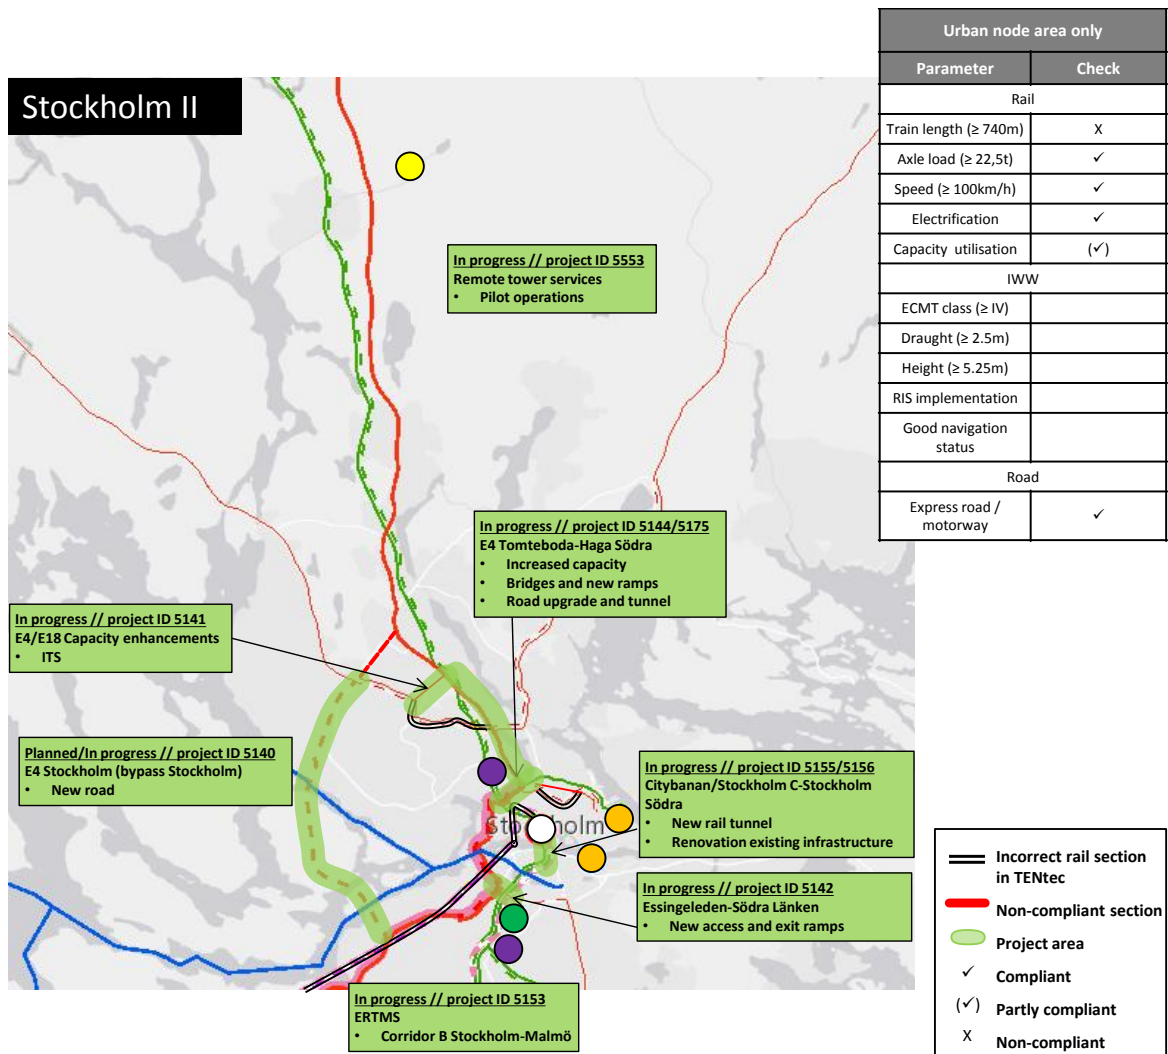 Stockholm II
Urban node area only
Parameter Check
Rail
Train length (≥ 740m) X
Axle load (≥ 22,5t) ✓
Speed (≥ 100km/h) ✓
Electrification ✓
Capacity utilisation (✓)
IWW
ECMT class (≥ IV)
Draught (≥ 2.5m)
Height (≥ 5.25m)
RIS implementation
Good navigation
status
Road
Express road /
motorway ✓
In progress // project ID 5553
Remote tower services
• Pilot operations
In progress // project ID 5144/5175
E4 Tomteboda-Haga Södra
• Increased capacity
• Bridges and new ramps
• Road upgrade and tunnel
In progress // project ID 5141
E4/E18 Capacity enhancements
• ITS
Planned/In progress // project ID 5140
E4 Stockholm (bypass Stockholm)
• New road
In progress // project ID 5155/5156
Citybanan/Stockholm C-Stockholm
Södra
• New rail tunnel
• Renovation existing infrastructure
Stockholm
In progress // project ID 5142
Essingeleden-Södra Länken
• New access and exit ramps
In progress // project ID 5153
ERTMS
• Corridor B Stockholm-Malmö
Incorrect rail section
in TENtec
Non-compliant section
Project area
✓ Compliant
(✓) Partly compliant
X Non-compliant